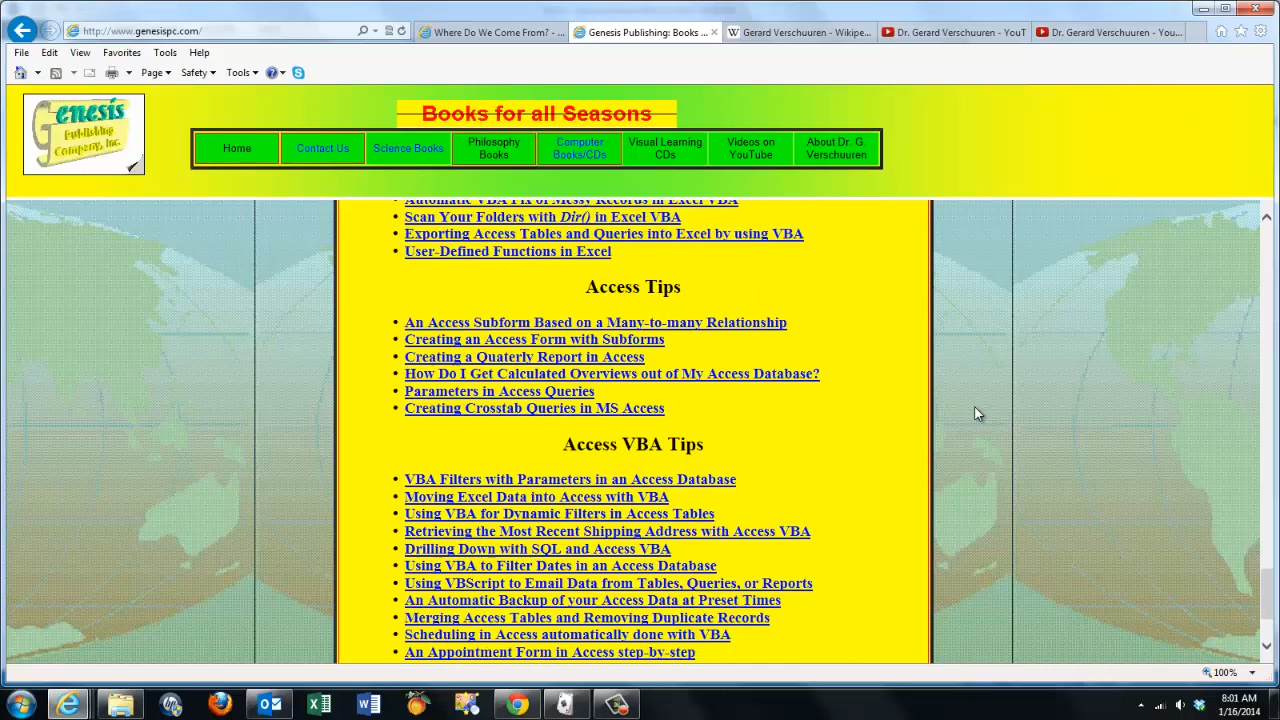 http://www.genesispc.com/
Where Do We Come From? - ...
Genesis Publishing: Books ...
Gerard Verschuuren - Wikipe...
Dr. Gerard Verschuuren - YouT
Dr. Gerard Verschuuren - You...
File Edit View Favorites Tools Help
Page Safety Tools
Genesis
Publishing
Company, Inc.
Books for all Seasons
Home
Contact Us
Science Books
Philosophy
Books
Computer
Books/CDs
Visual Learning
CDs
Videos on
YouTube
About Dr. G.
Verschuuren
Automatic VBA Fix of Messy Records in Excel VBA
• Scan Your Folders with Dir() in Excel VBA
• Exporting Access Tables and Queries into Excel by using VBA
• User-Defined Functions in Excel
Access Tips
• An Access Subform Based on a Many-to-many Relationship
• Creating an Access Form with Subforms
• Creating a Quaterly Report in Access
• How Do I Get Calculated Overviews out of My Access Database?
• Parameters in Access Queries
• Creating Crosstab Queries in MS Access
Access VBA Tips
• VBA Filters with Parameters in an Access Database
• Moving Excel Data into Access with VBA
• Using VBA for Dynamic Filters in Access Tables
• Retrieving the Most Recent Shipping Address with Access VBA
• Drilling Down with SQL and Access VBA
• Using VBA to Filter Dates in an Access Database
• Using VBScript to Email Data from Tables, Queries, or Reports
• An Automatic Backup of your Access Data at Preset Times
• Merging Access Tables and Removing Duplicate Records
• Scheduling in Access automatically done with VBA
• An Appointment Form in Access step-by-step
100%
8:01 AM
1/16/2014